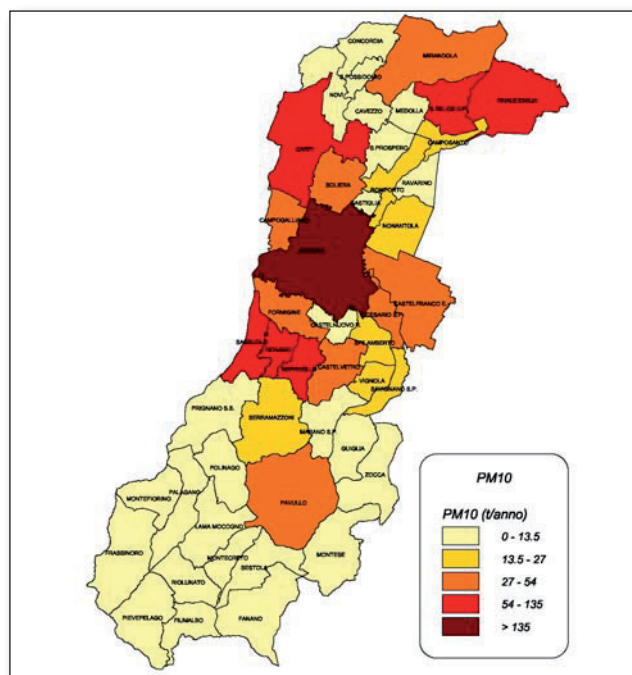 CONCORDIA
MIRANDOLA
S.POSSIDONIO
NOVI
CAVEZZO
MEDOLLA
FINALE EMILIA
CARPI
CAMPOSANTO
S.PROSPERO
SOLIERA
BOMPORTO
RAVARINO
BASTIGLIA
CAMPOGALLIANO
NONANTOLA
CASTELFRANCO E.
FORMIGINE
S.CESARIO S.P.
CASTELNUOVO R.
SPILAMBERTO
SASSUOLO
CASTELVETRO
VIGNOLA
SAVIGNANO S.P.
PRIGNANO S.S.
SERRAMAZZONI
MARANO S.P.
GUIGLIA
POLINAGO
ZOCCA
PALAGANO
MONTEFIORINO
PAVULLO
LAMA MOCOGNO
FRASSINORO
MONTECRETO
MONTESE
SESTOLA
RIOLUNATO
PIEVEPELAGO
FIUMALBO
FANANO
PM10
PM10 (t/anno)
0 - 13.5
13.5 - 27
27 - 54
54 - 135
> 135